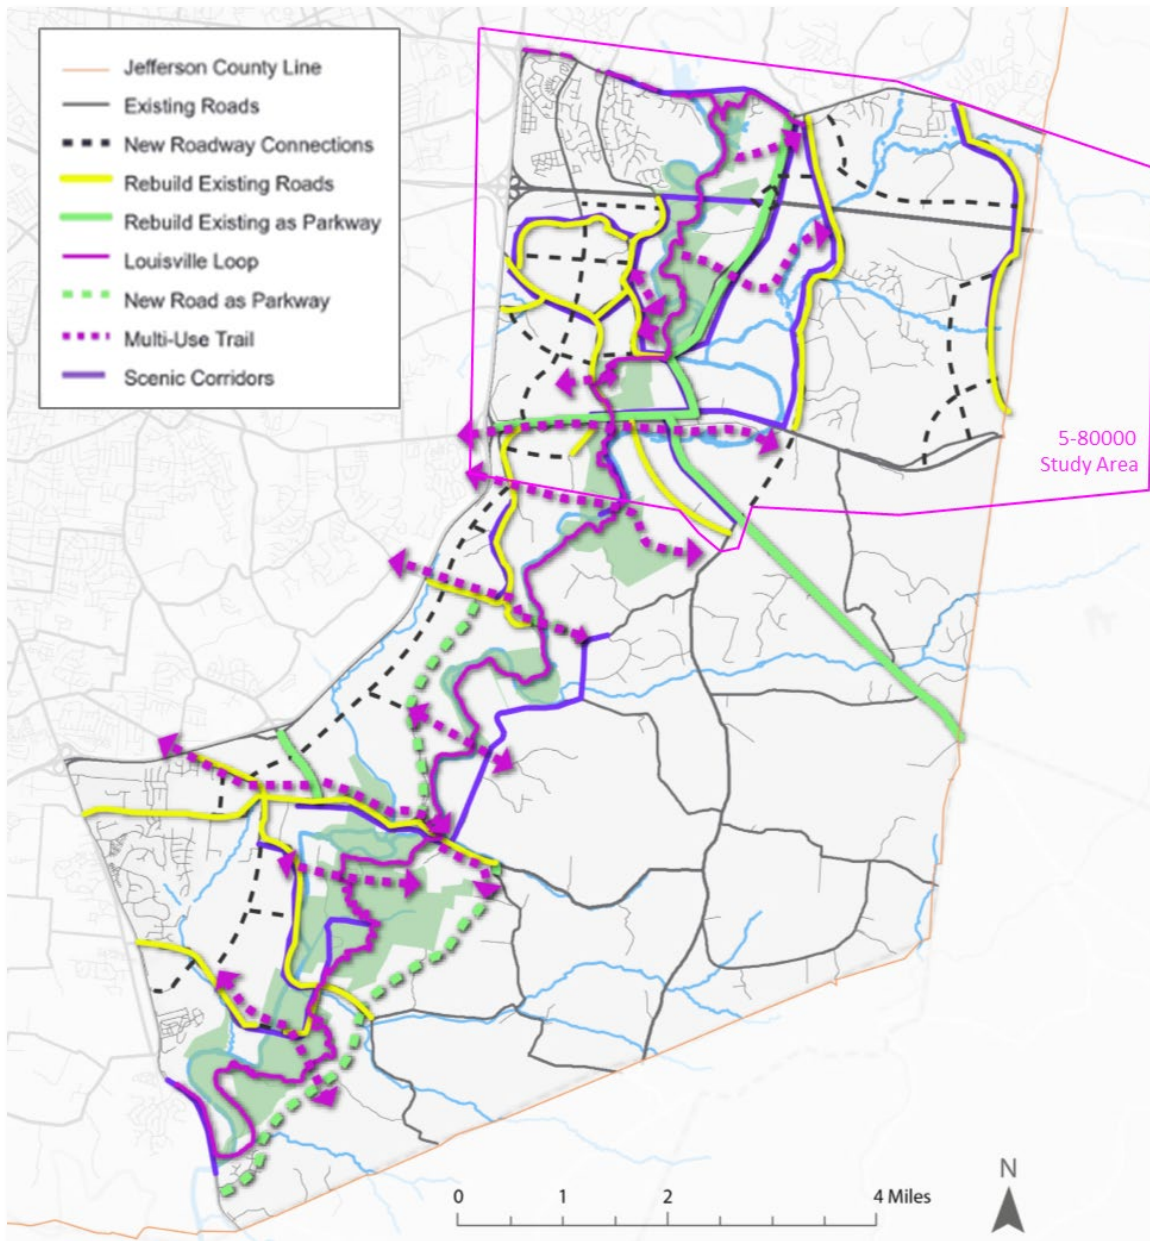 Jefferson County Line
Existing Roads
New Roadway Connections
Rebuild Existing Roads
Rebuild Existing as Parkway
Louisville Loop
New Road as Parkway
Multi-Use Trail
Scenic Corridors
5-80000
Study Area
N
0 1 2 4 Miles